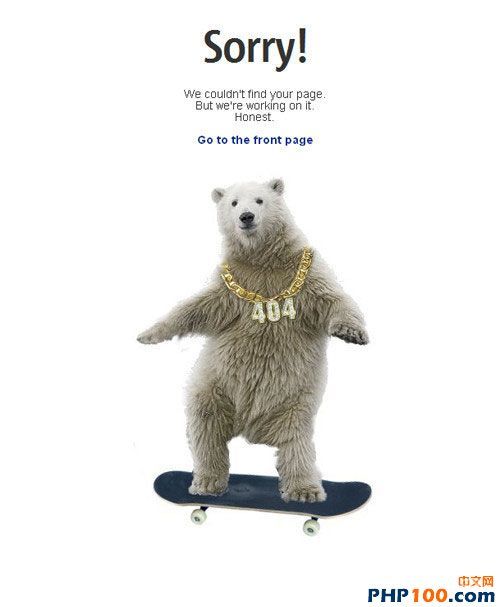 Sorry!
We couldn't find your page.
But we're working on it.
Honest.
Go to the front page
404
中文网
PHP100.com